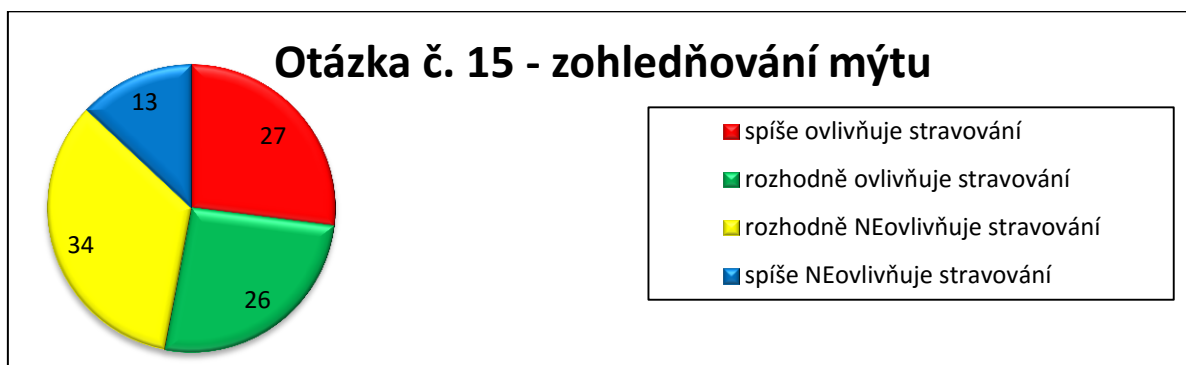 Otázka č. 15 - zohledňování mýtu
13
27
34
26
spíše ovlivňuje stravování
rozhodně ovlivňuje stravování
rozhodně NEovlivňuje stravování
spíše NEovlivňuje stravování